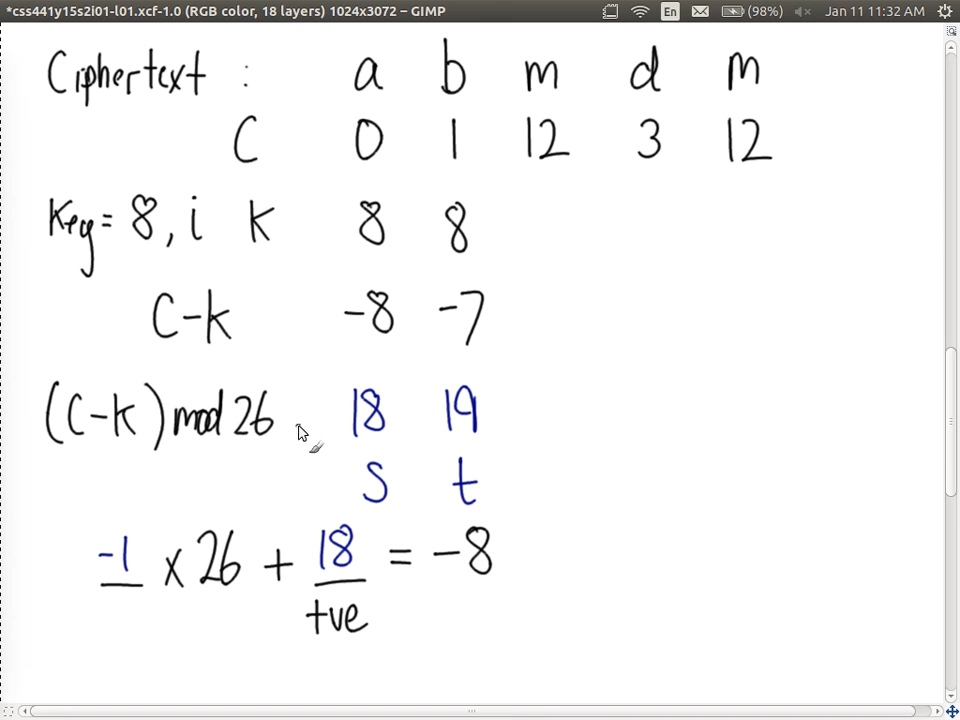 *css441y15s2i01-l01.xcf-1.0 (RGB color, 18 layers) 1024x3072 – GIMP En (98%) Jan 11 11:32 AM
Ciphertext : a b m d m
C 0 1 12 3 12
Key = 8, i k 8 8
C-k -8 -7
(C-k) mod 26 18 19
s t
-1 x 26 + 18 = -8
+ve